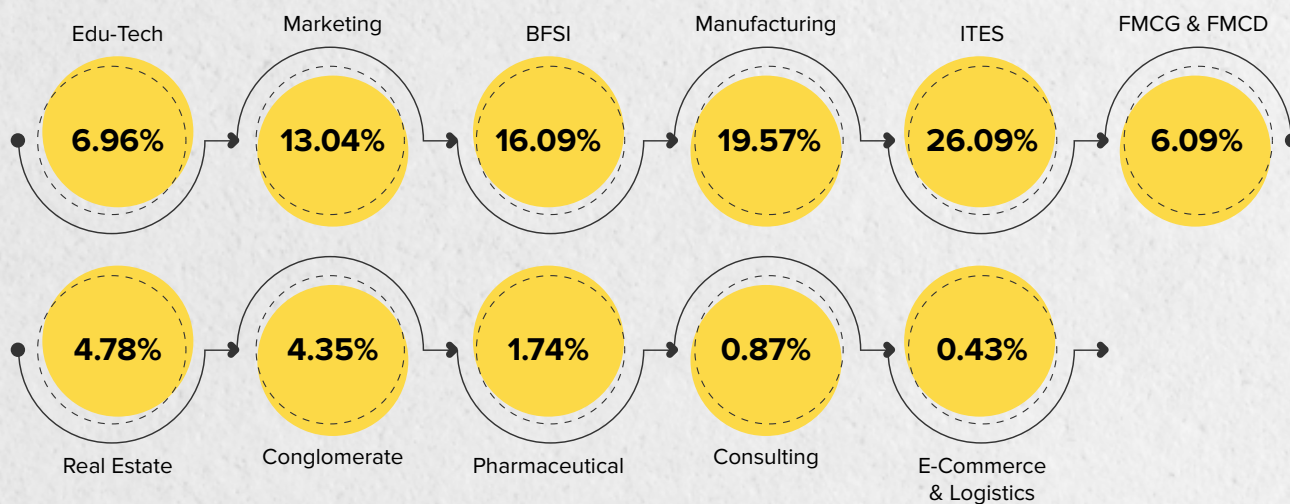 Edu-Tech
Marketing
BFSI
Manufacturing
ITES
FMCG & FMCD
6.96%
13.04%
16.09%
19.57%
26.09%
6.09%
4.78%
4.35%
1.74%
0.87%
0.43%
Real Estate
Conglomerate
Pharmaceutical
Consulting
E-Commerce
& Logistics